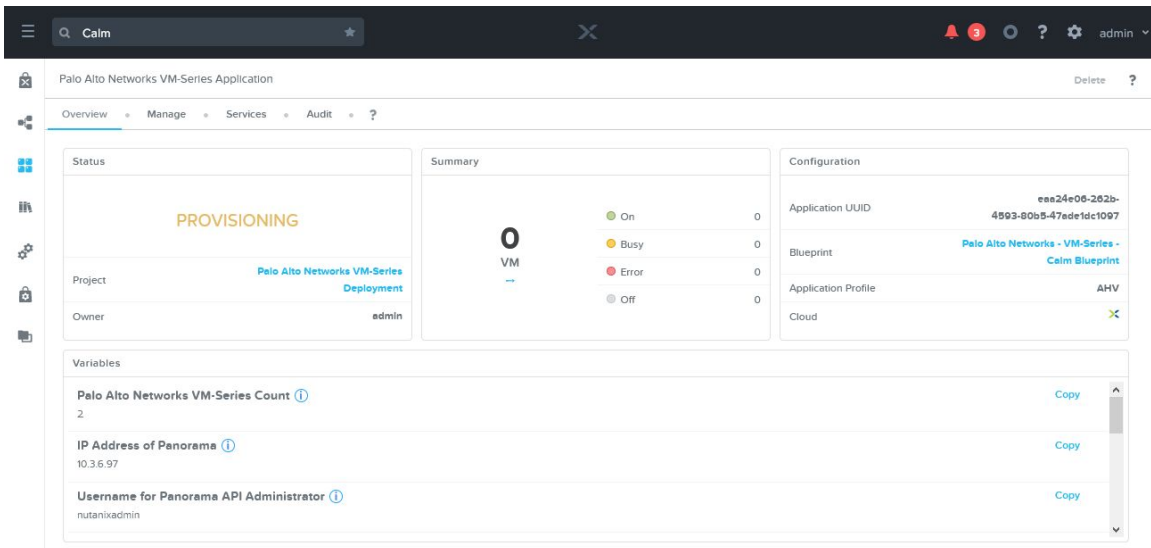 Calm
3
?
admin
Palo Alto Networks VM-Series Application
Delete
?
Overview
Manage
Services
Audit
?
Status
PROVISIONING
Project
Palo Alto Networks VM-Series
Deployment
Owner
admin
Summary
0
VM
On 0
Busy 0
Error 0
Off 0
Configuration
Application UUID
eaa24e06-262b-
4593-80b5-47ade1dc1097
Blueprint
Palo Alto Networks - VM-Series -
Calm Blueprint
Application Profile
AHV
Cloud
Variables
Palo Alto Networks VM-Series Count
Copy
2
IP Address of Panorama
Copy
10.3.6.97
Username for Panorama API Administrator
Copy
nutanixadmin